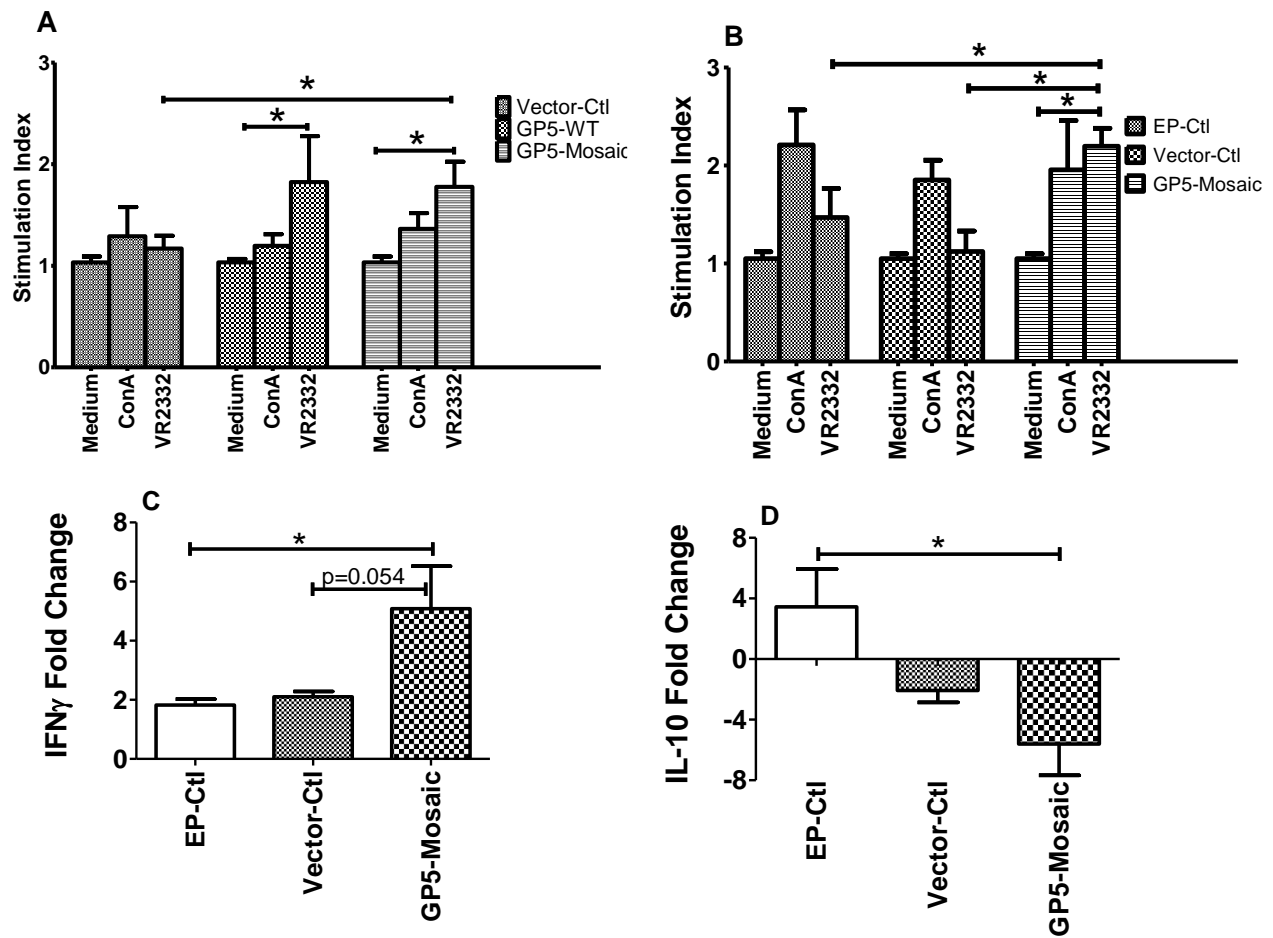 A
Stimulation Index
3
2
1
0
*
*
*
Vector-Ctl
GP5-WT
GP5-Mosaic
Medium
ConA
VR2332
Medium
ConA
VR2332
Medium
ConA
VR2332
B
Stimulation Index
3
2
1
0
*
*
*
EP-Ctl
Vector-Ctl
GP5-Mosaic
Medium
ConA
VR2332
Medium
ConA
VR2332
Medium
ConA
VR2332
C
IFNγ Fold Change
8
6
4
2
0
*
p=0.054
EP-Ctl
Vector-Ctl
GP5-Mosaic
D
IL-10 Fold Change
8
4
0
-4
-8
*
EP-Ctl
Vector-Ctl
GP5-Mosaic